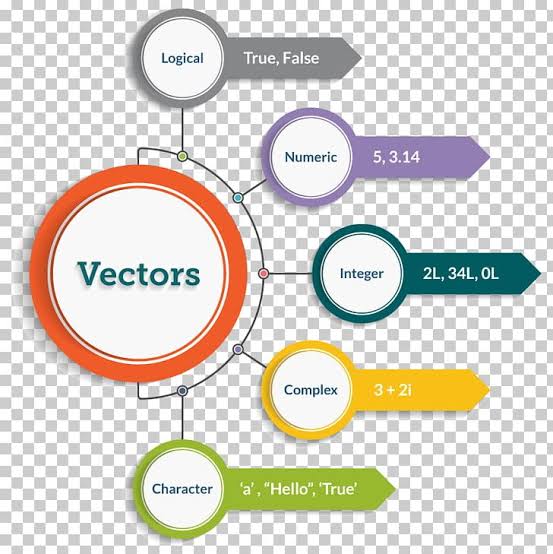 Logical
True, False
Numeric
5, 3.14
Vectors
Integer
2L, 34L, 0L
Complex
3 + 2i
Character
‘a’ , “Hello”, ‘True’